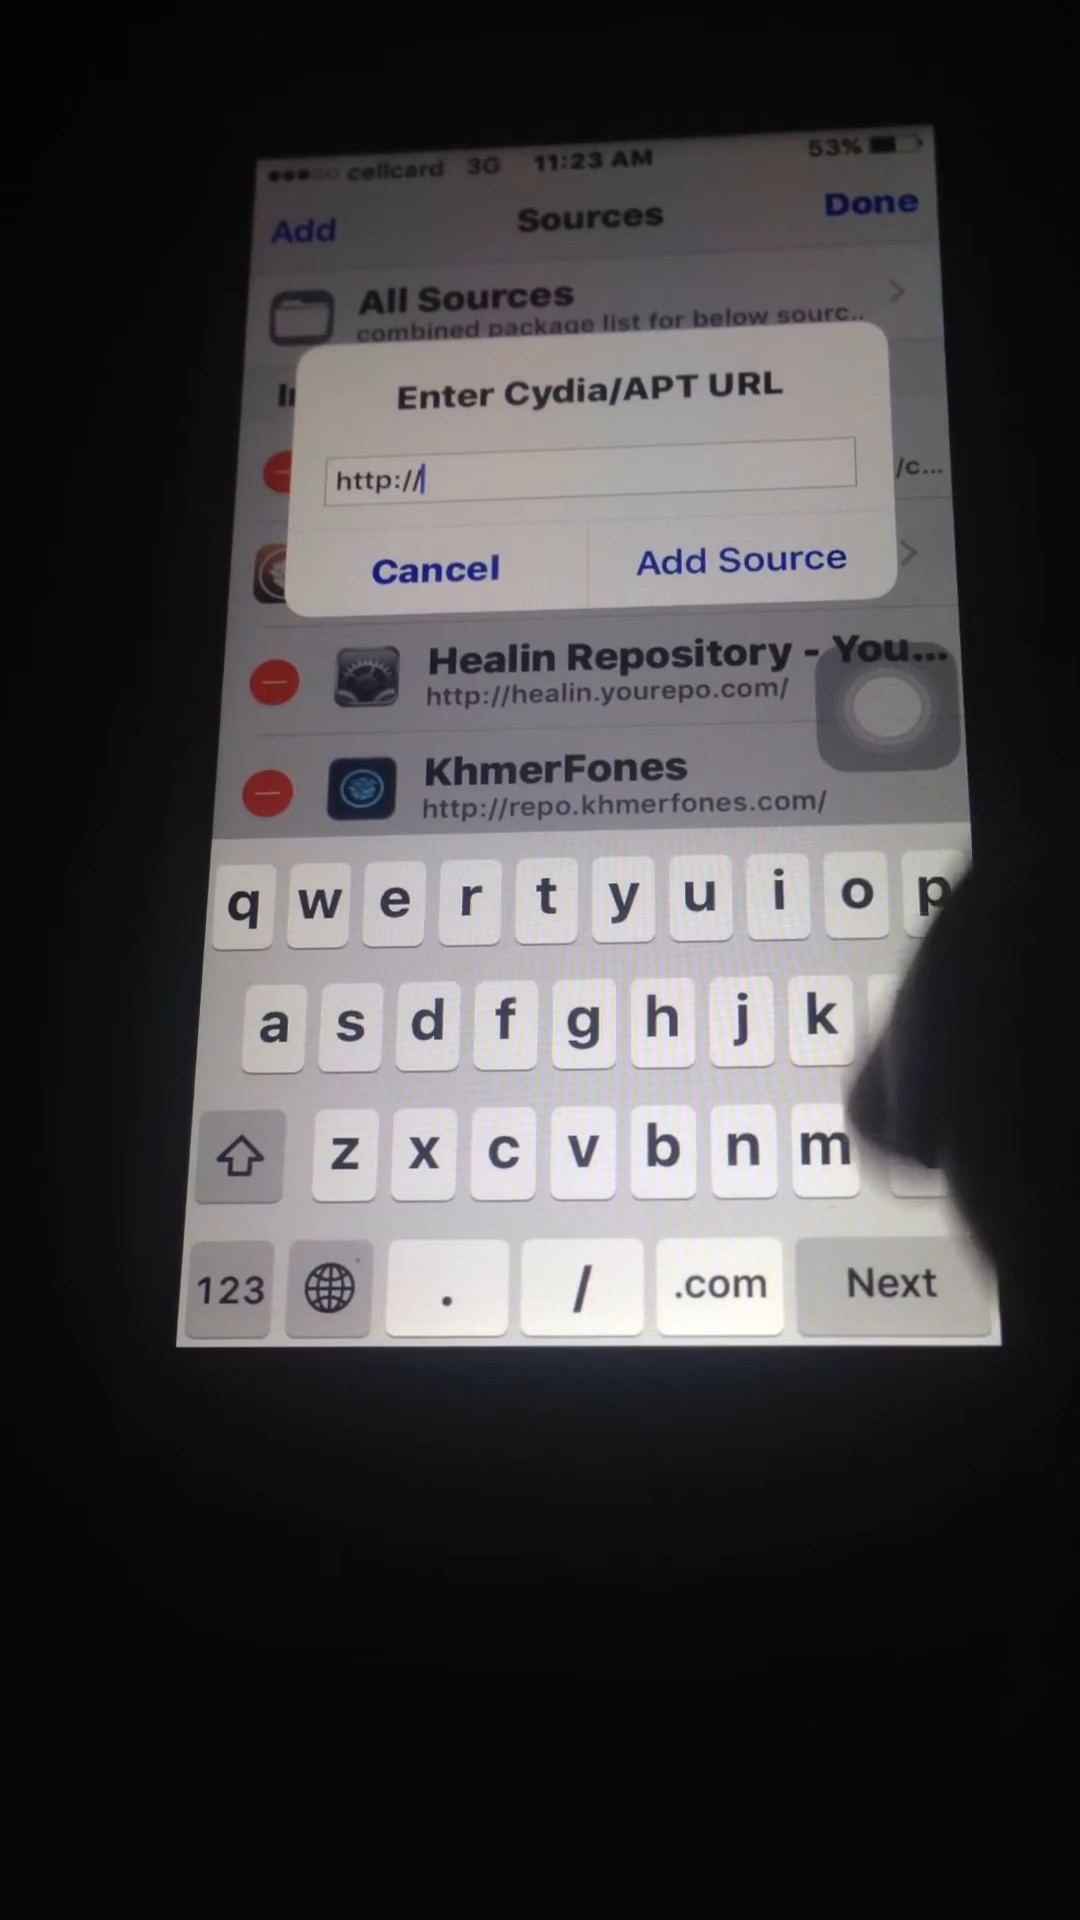 cellcard 3G 11:23 AM 53%
Add Sources Done
All Sources
combined package list for below sourc...
Enter Cydia/APT URL
http://
/c...
Cancel Add Source
Healin Repository - You...
http://healin.yourepo.com/
KhmerFones
http://repo.khmerfones.com/
q w e r t y u i o p
a s d f g h j k
z x c v b n m
123 . / .com Next